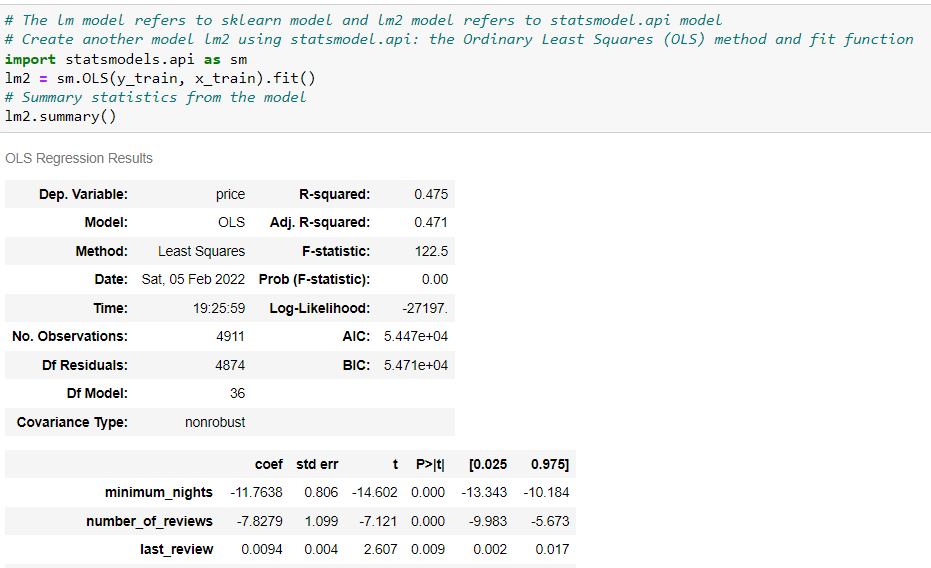 # The lm model refers to sklearn model and lm2 model refers to statsmodel.api model
# Create another model lm2 using statsmodel.api: the Ordinary Least Squares (OLS) method and fit function
import statsmodels.api as sm
lm2 = sm.OLS(y_train, x_train).fit()
# Summary statistics from the model
lm2.summary()
OLS Regression Results
Dep. Variable: price R-squared: 0.475
Model: OLS Adj. R-squared: 0.471
Method: Least Squares F-statistic: 122.5
Date: Sat, 05 Feb 2022 Prob (F-statistic): 0.00
Time: 19:25:59 Log-Likelihood: -27197.
No. Observations: 4911 AIC: 5.447e+04
Df Residuals: 4874 BIC: 5.471e+04
Df Model: 36
Covariance Type: nonrobust
coef std err t P>|t| [0.025 0.975]
minimum_nights -11.7638 0.806 -14.602 0.000 -13.343 -10.184
number_of_reviews -7.8279 1.099 -7.121 0.000 -9.983 -5.673
last_review 0.0094 0.004 2.607 0.009 0.002 0.017